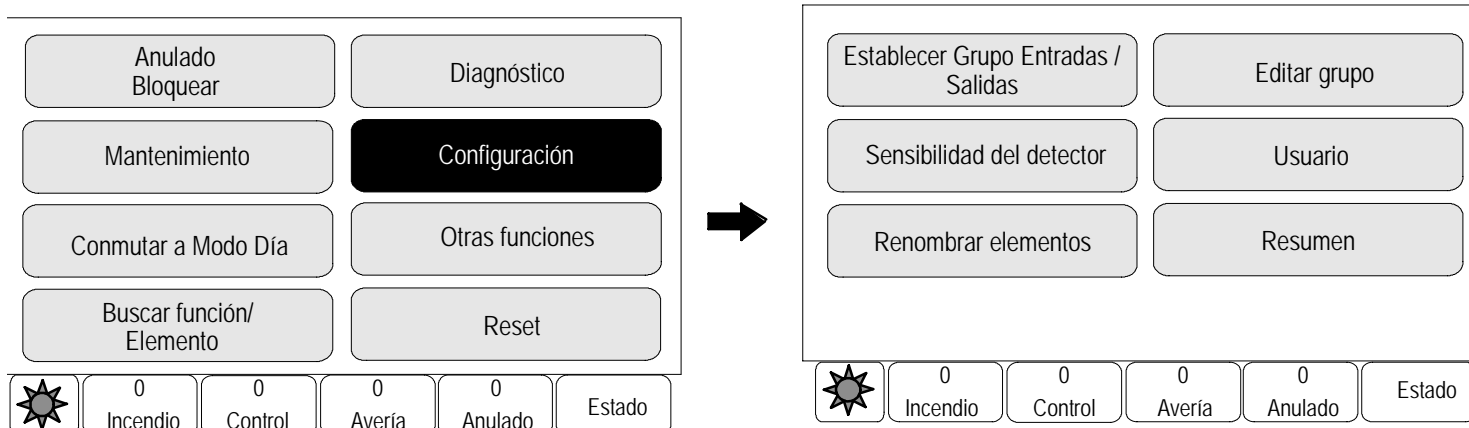 Anulado
Bloquear
Diagnóstico
Mantenimiento
Configuración
Conmutar a Modo Día
Otras funciones
Buscar función/
Elemento
Reset
0
Incendio
0
Control
0
Avería
0
Anulado
Estado
Establecer Grupo Entradas /
Salidas
Editar grupo
Sensibilidad del detector
Usuario
Renombrar elementos
Resumen
0
Incendio
0
Control
0
Avería
0
Anulado
Estado